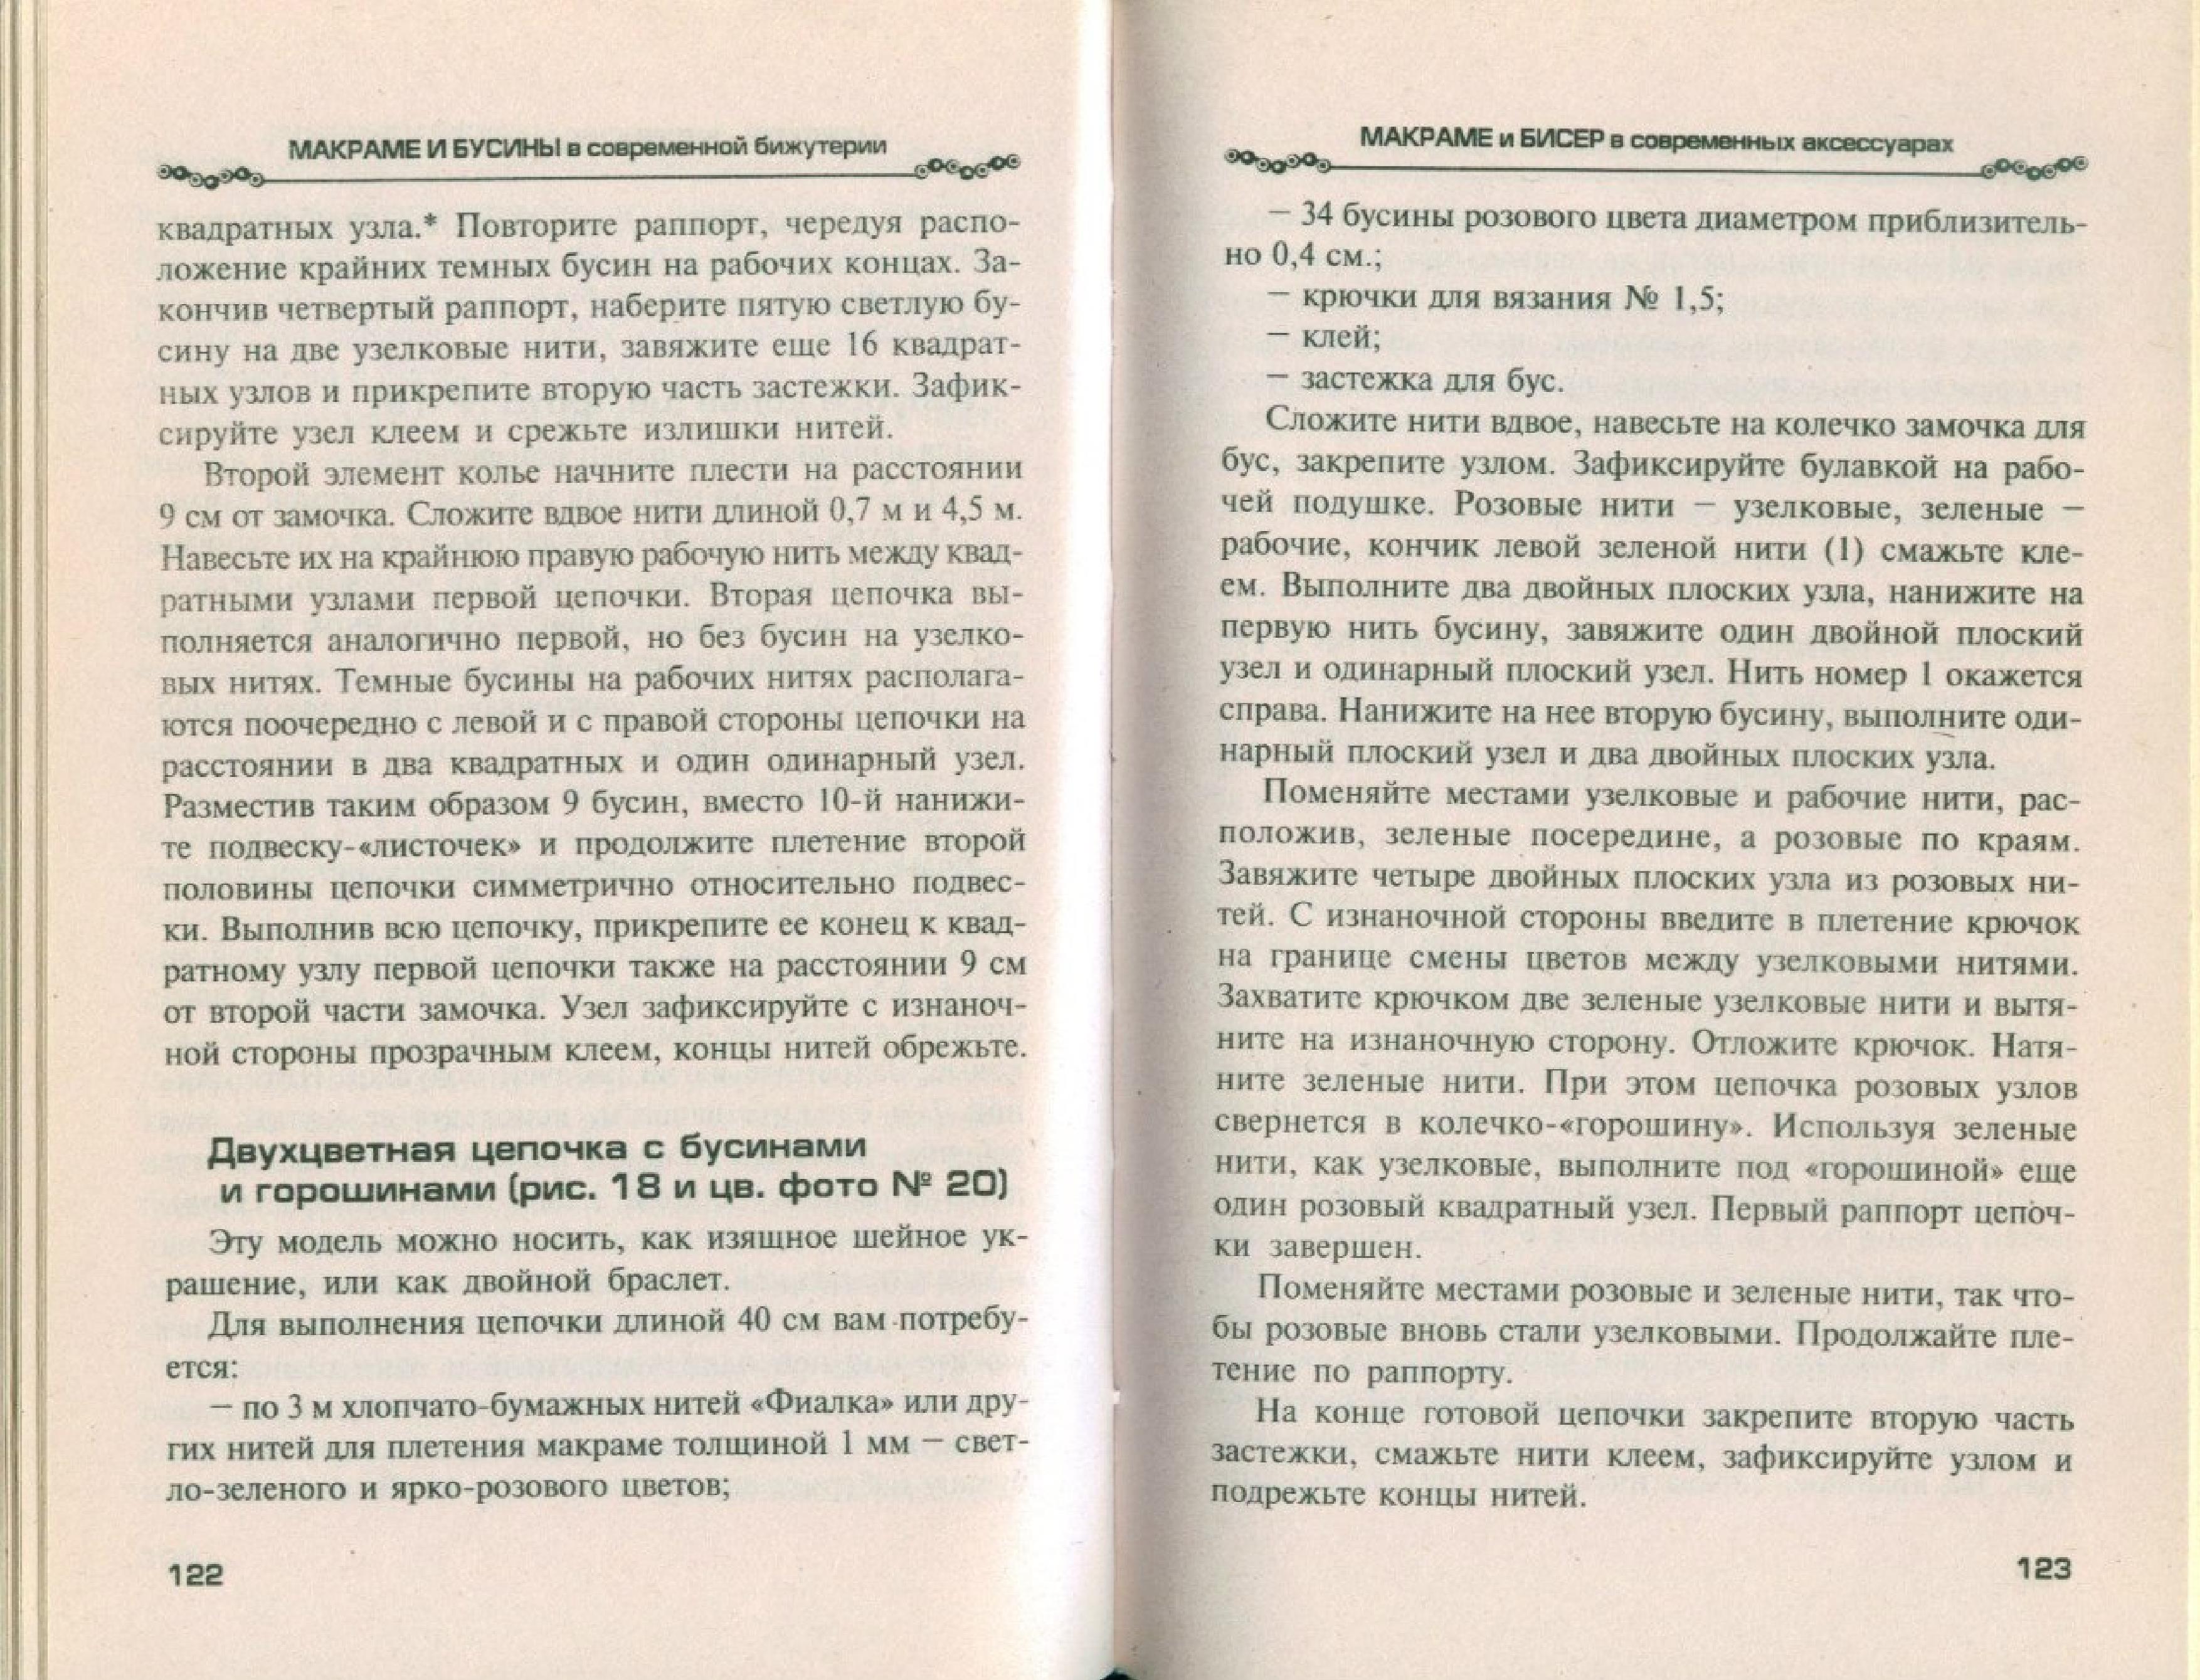 МАКРАМЕ И БУСИНЫ в современной бижутерии
квадратных узла.* Повторите раппорт, чередуя распо-
ложение крайних темных бусин на рабочих концах. За-
кончив четвертый раппорт, наберите пятую светлую бу-
сину на две узелковые нити, завяжите еще 16 квадрат-
ных узлов и прикрепите вторую часть застежки. Зафик-
сируйте узел клеем и срежьте излишки нитей.
Второй элемент колье начните плести на расстоянии
9 см от замочка. Сложите вдвое нити длиной 0,7 м и 4,5 м.
Навесьте их на крайнюю правую рабочую нить между квад-
ратными узлами первой цепочки. Вторая цепочка вы-
полняется аналогично первой, но без бусин на узелко-
вых нитях. Темные бусины на рабочих нитях располага-
ются поочередно с левой и с правой стороны цепочки на
расстоянии в два квадратных и один одинарный узел.
Разместив таким образом 9 бусин, вместо 10-й нанижи-
те подвеску-«листочек» и продолжите плетение второй
половины цепочки симметрично относительно подвес-
ки. Выполнив всю цепочку, прикрепите ее конец к квад-
ратному узлу первой цепочки также на расстоянии 9 см
от второй части замочка. Узел зафиксируйте с изнаноч-
ной стороны прозрачным клеем, концы нитей обрежьте.
Двухцветная цепочка с бусинами
и горошинами (рис. 18 и цв. фото № 20)
Эту модель можно носить, как изящное шейное ук-
рашение, или как двойной браслет.
Для выполнения цепочки длиной 40 см вам потребу-
ется:
— по 3 м хлопчато-бумажных нитей «Фиалка» или дру-
гих нитей для плетения макраме толщиной 1 мм — свет-
ло-зеленого и ярко-розового цветов;
122
МАКРАМЕ и БИСЕР в современных аксессуарах
— 34 бусины розового цвета диаметром приблизитель-
но 0,4 см.;
— крючки для вязания № 1,5;
— клей;
— застежка для бус.
Сложите нити вдвое, навесьте на колечко замочка для
бус, закрепите узлом. Зафиксируйте булавкой на рабо-
чей подушке. Розовые нити — узелковые, зеленые —
рабочие, кончик левой зеленой нити (1) смажьте кле-
ем. Выполните два двойных плоских узла, нанижите на
первую нить бусину, завяжите один двойной плоский
узел и одинарный плоский узел. Нить номер 1 окажется
справа. Нанижите на нее вторую бусину, выполните оди-
нарный плоский узел и два двойных плоских узла.
Поменяйте местами узелковые и рабочие нити, рас-
положив, зеленые посередине, а розовые по краям.
Завяжите четыре двойных плоских узла из розовых ни-
тей. С изнаночной стороны введите в плетение крючок
на границе смены цветов между узелковыми нитями.
Захватите крючком две зеленые узелковые нити и вытя-
ните на изнаночную сторону. Отложите крючок. Натя-
ните зеленые нити. При этом цепочка розовых узлов
свернется в колечко-«горошину». Используя зеленые
нити, как узелковые, выполните под «горошиной» еще
один розовый квадратный узел. Первый раппорт цепоч-
ки завершен.
Поменяйте местами розовые и зеленые нити, так что-
бы розовые вновь стали узелковыми. Продолжайте пле-
тение по раппорту.
На конце готовой цепочки закрепите вторую часть
застежки, смажьте нити клеем, зафиксируйте узлом и
подрежьте концы нитей.
123